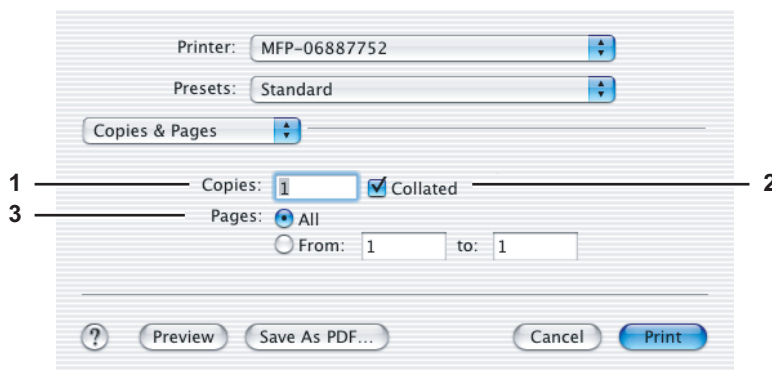 Printer: MFP-06887752
Presets: Standard
Copies & Pages
1 Copies: 1 Collated 2
3 Pages: All
From: 1 to: 1
? Preview Save As PDF... Cancel Print